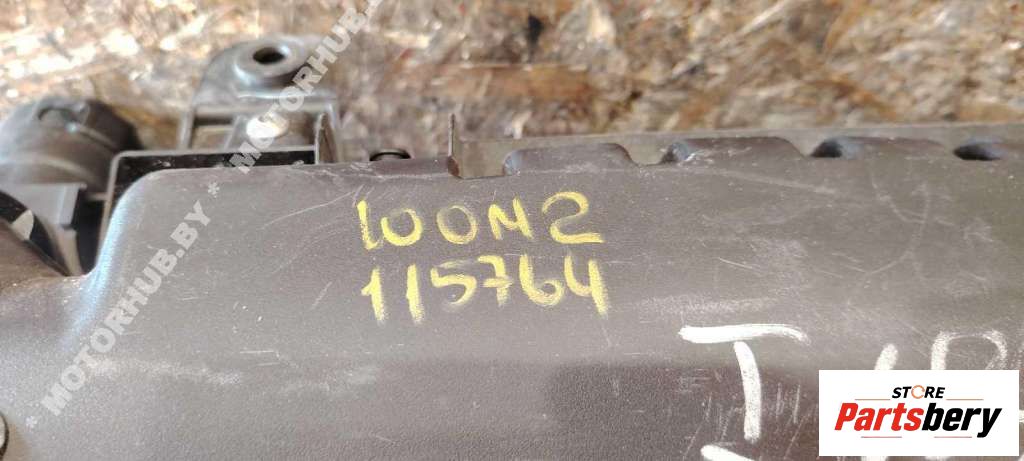 * MOTORHUB.BY * MOTORHUB.BY
100M2
115764
STORE
Partsbery